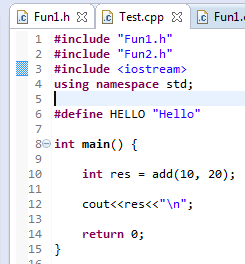 Fun1.h Test.cpp Fun1.
1 #include "Fun1.h"
2 #include "Fun2.h"
3 #include <iostream>
4 using namespace std;
5
6 #define HELLO "Hello"
7
8 int main() {
9
10 int res = add(10, 20);
11
12 cout<<res<<"\n";
13
14 return 0;
15 }